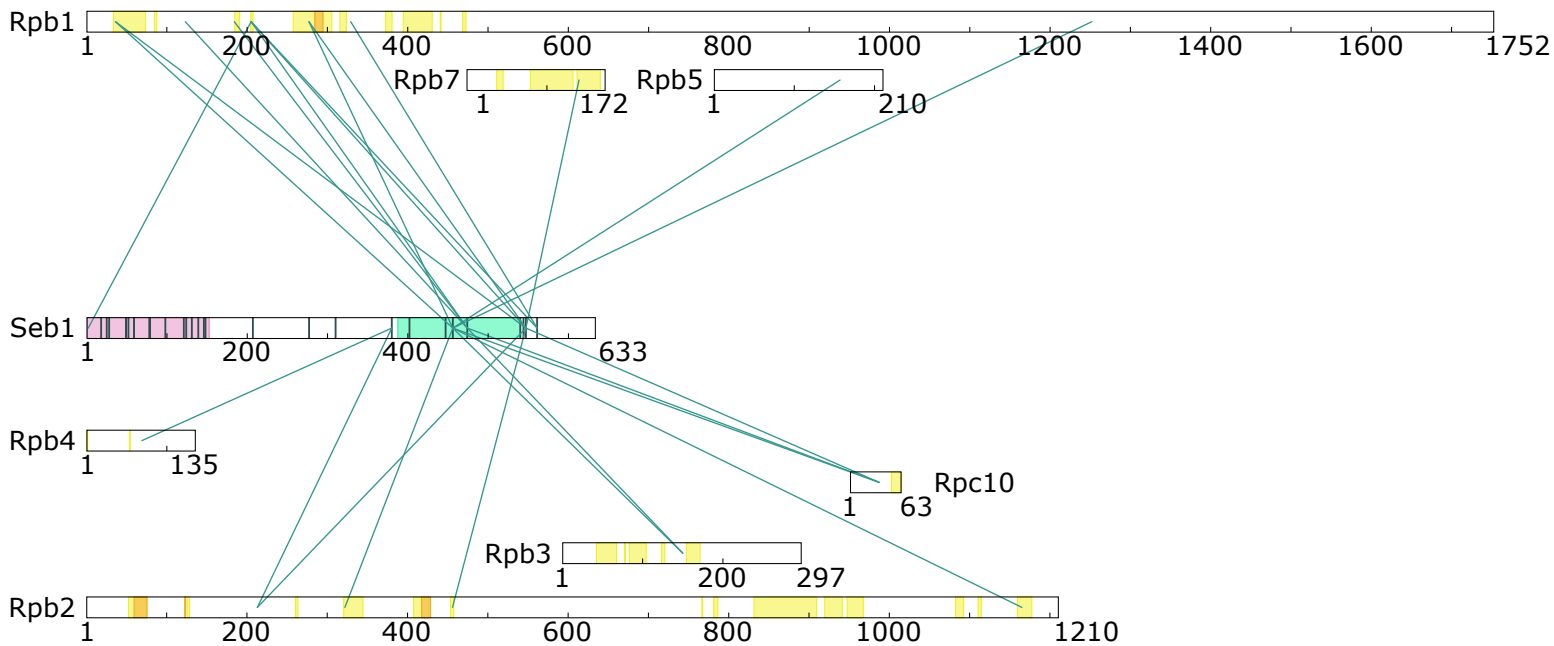 Rpb1
1 200 400 600 800 1000 1200 1400 1600 1752
Rpb7 Rpb5
1 172 1 210
Seb1
1 200 400 633
Rpb4
1 135
Rpc10
1 63
Rpb3
1 200 297
Rpb2
1 200 400 600 800 1000 1210